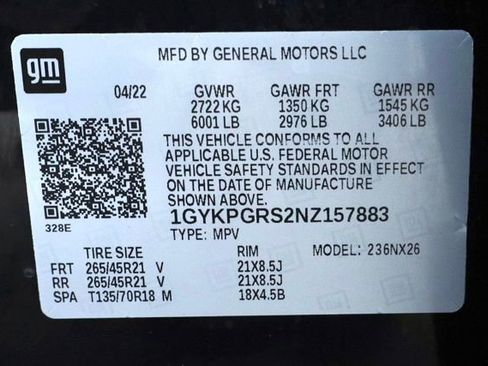 gm
MFD BY GENERAL MOTORS LLC
04/22 GVWR GAWR FRT GAWR RR
2722 KG 1350 KG 1545 KG
6001 LB 2976 LB 3406 LB
THIS VEHICLE CONFORMS TO ALL
APPLICABLE U.S. FEDERAL MOTOR
VEHICLE SAFETY STANDARDS IN EFFECT
ON THE DATE OF MANUFACTURE
SHOWN ABOVE.
1GYKPGRS2NZ157883
328E
TYPE: MPV
TIRE SIZE RIM MODEL: 236NX26
FRT 265/45R21 V 21X8.5J
RR 265/45R21 V 21X8.5J
SPA T135/70R18 M 18X4.5B